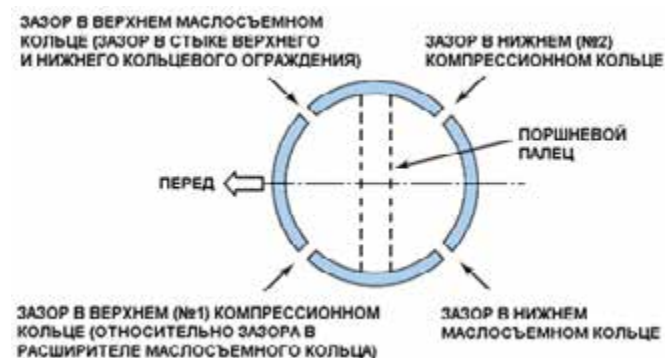 ЗАЗОР В ВЕРХНЕМ МАСЛОСЪЕМНОМ
КОЛЬЦЕ (ЗАЗОР В СТЫКЕ ВЕРХНЕГО
И НИЖНЕГО КОЛЬЦЕВОГО ОГРАЖДЕНИЯ)
ЗАЗОР В НИЖНЕМ (№2)
КОМПРЕССИОННОМ КОЛЬЦЕ
ПОРШНЕВОЙ
ПАЛЕЦ
ПЕРЕД
ЗАЗОР В ВЕРХНЕМ (№1) КОМПРЕССИОННОМ
КОЛЬЦЕ (ОТНОСИТЕЛЬНО ЗАЗОРА В
РАСШИРИТЕЛЕ МАСЛОСЪЕМНОГО КОЛЬЦА)
ЗАЗОР В НИЖНЕМ
МАСЛОСЪЕМНОМ КОЛЬЦЕ